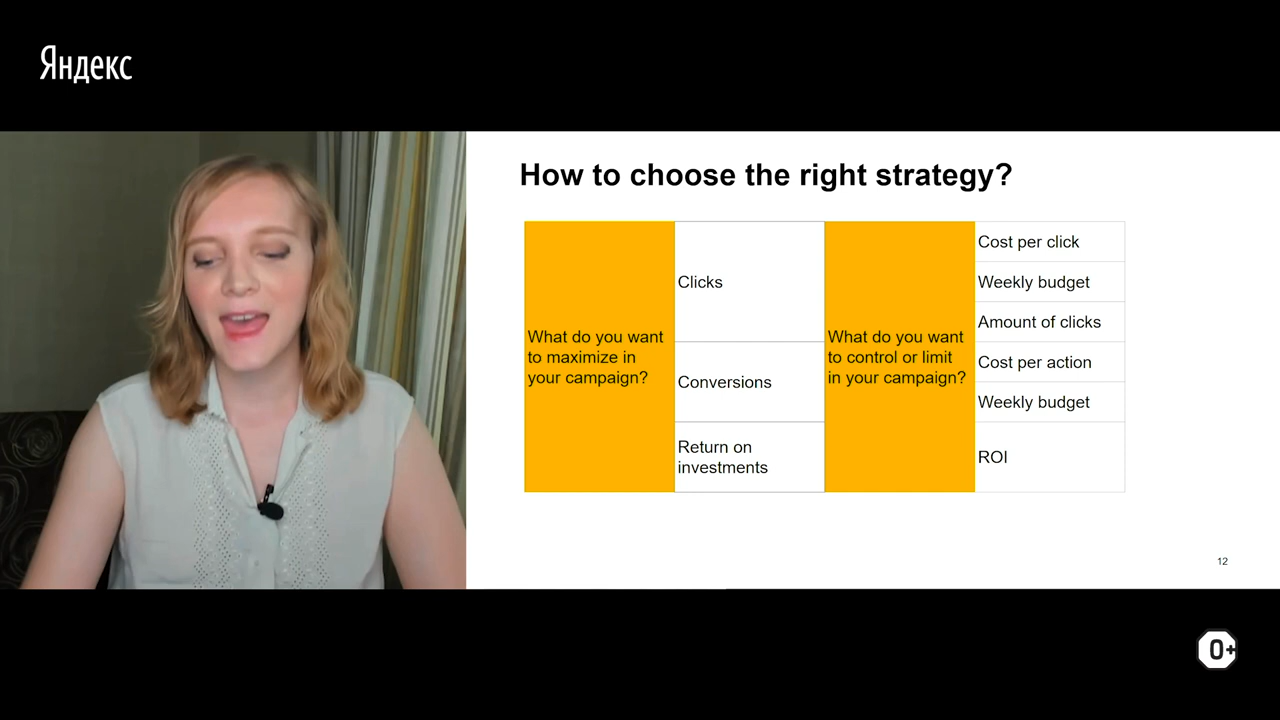 Яндекс
How to choose the right strategy?
What do you want
to maximize in
your campaign?
Clicks
Conversions
Return on
investments
What do you want
to control or limit
in your campaign?
Cost per click
Weekly budget
Amount of clicks
Cost per action
Weekly budget
ROI
12
0+